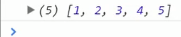 ▶(5) [1, 2, 3, 4, 5]
>